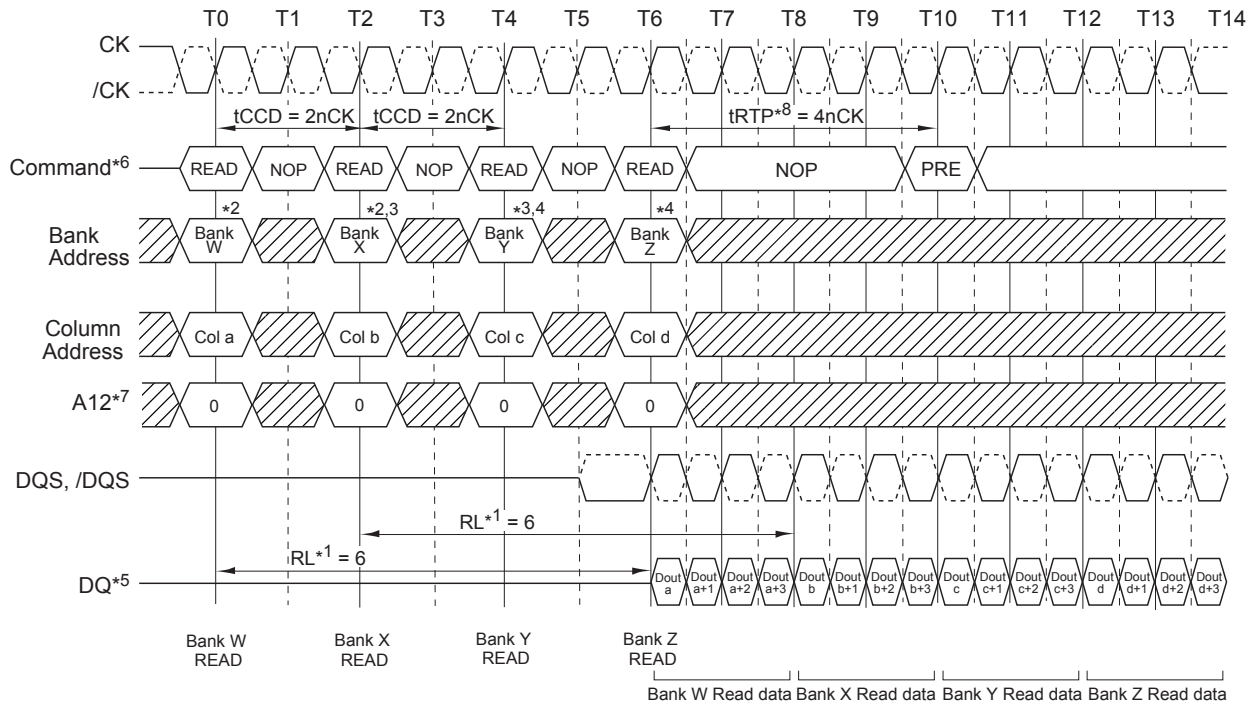 T0 T1 T2 T3 T4 T5 T6 T7 T8 T9 T10 T11 T12 T13 T14
CK
/CK
tCCD = 2nCK tCCD = 2nCK tRTP*8 = 4nCK
Command*6 READ NOP READ NOP READ NOP READ NOP PRE
*2 *2,3 *3,4 *4
Bank Address Bank W Bank X Bank Y Bank Z
Column Address Col a Col b Col c Col d
A12*7 0 0 0 0
DQS, /DQS
RL*1 = 6
RL*1 = 6
DQ*5 Dout a Dout a+1 Dout a+2 Dout a+3 Dout b Dout b+1 Dout b+2 Dout b+3 Dout c Dout c+1 Dout c+2 Dout c+3 Dout d Dout d+1 Dout d+2 Dout d+3
Bank W READ Bank X READ Bank Y READ Bank Z READ
Bank W Read data Bank X Read data Bank Y Read data Bank Z Read data